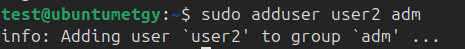 test@ubuntumetgy:~$ sudo adduser user2 adm
info: Adding user `user2' to group `adm' ...